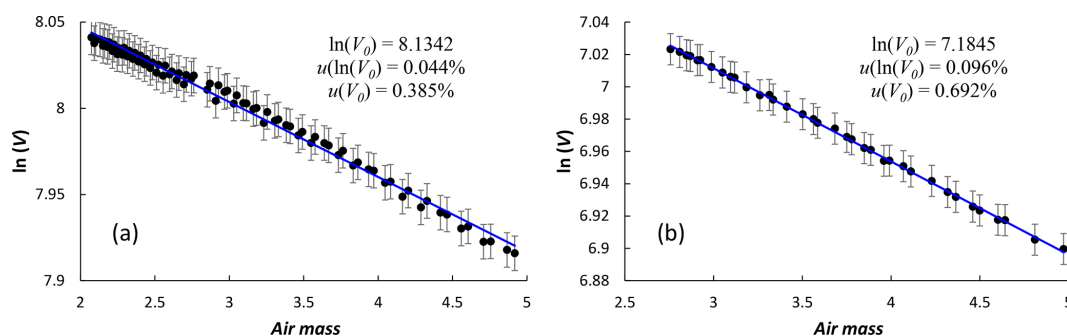 8.05
8
7.95
7.9
ln (V)
ln(V0) = 8.1342
u(ln(V0) = 0.044%
u(V0) = 0.385%
(a)
2 2.5 3 3.5 4 4.5 5
Air mass
7.04
7.02
7
6.98
6.96
6.94
6.92
6.9
6.88
ln (V)
ln(V0) = 7.1845
u(ln(V0) = 0.096%
u(V0) = 0.692%
(b)
2.5 3 3.5 4 4.5 5
Air mass